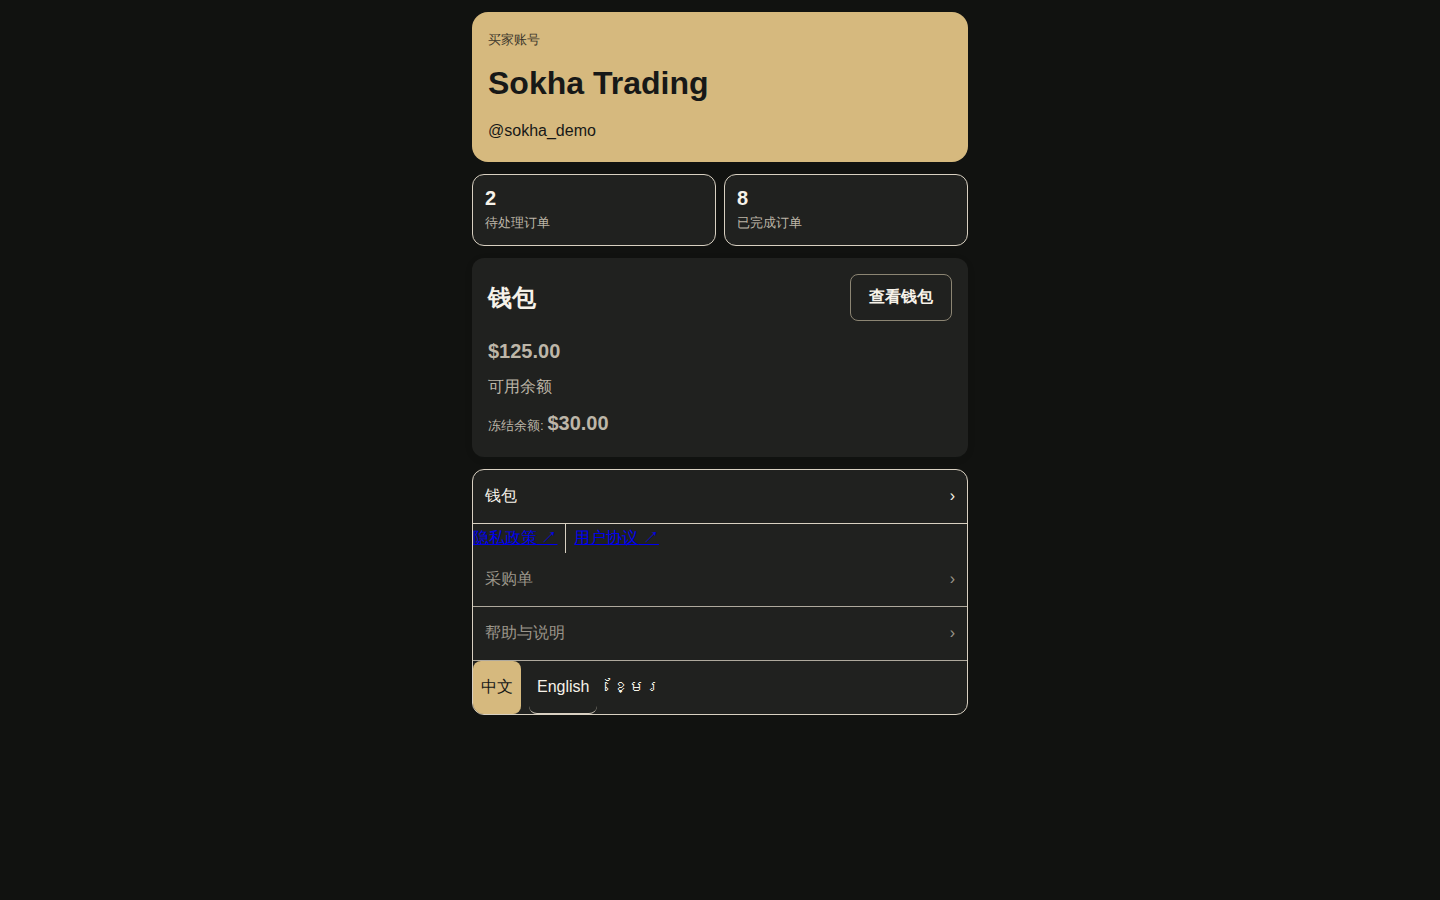 买家账号
Sokha Trading
@sokha_demo
2
待处理订单
8
已完成订单
钱包
查看钱包
$125.00
可用余额
冻结余额: $30.00
钱包 ›
隐私政策 ↗ 用户协议 ↗
采购单 ›
帮助与说明 ›
中文 English ខ្មែរ